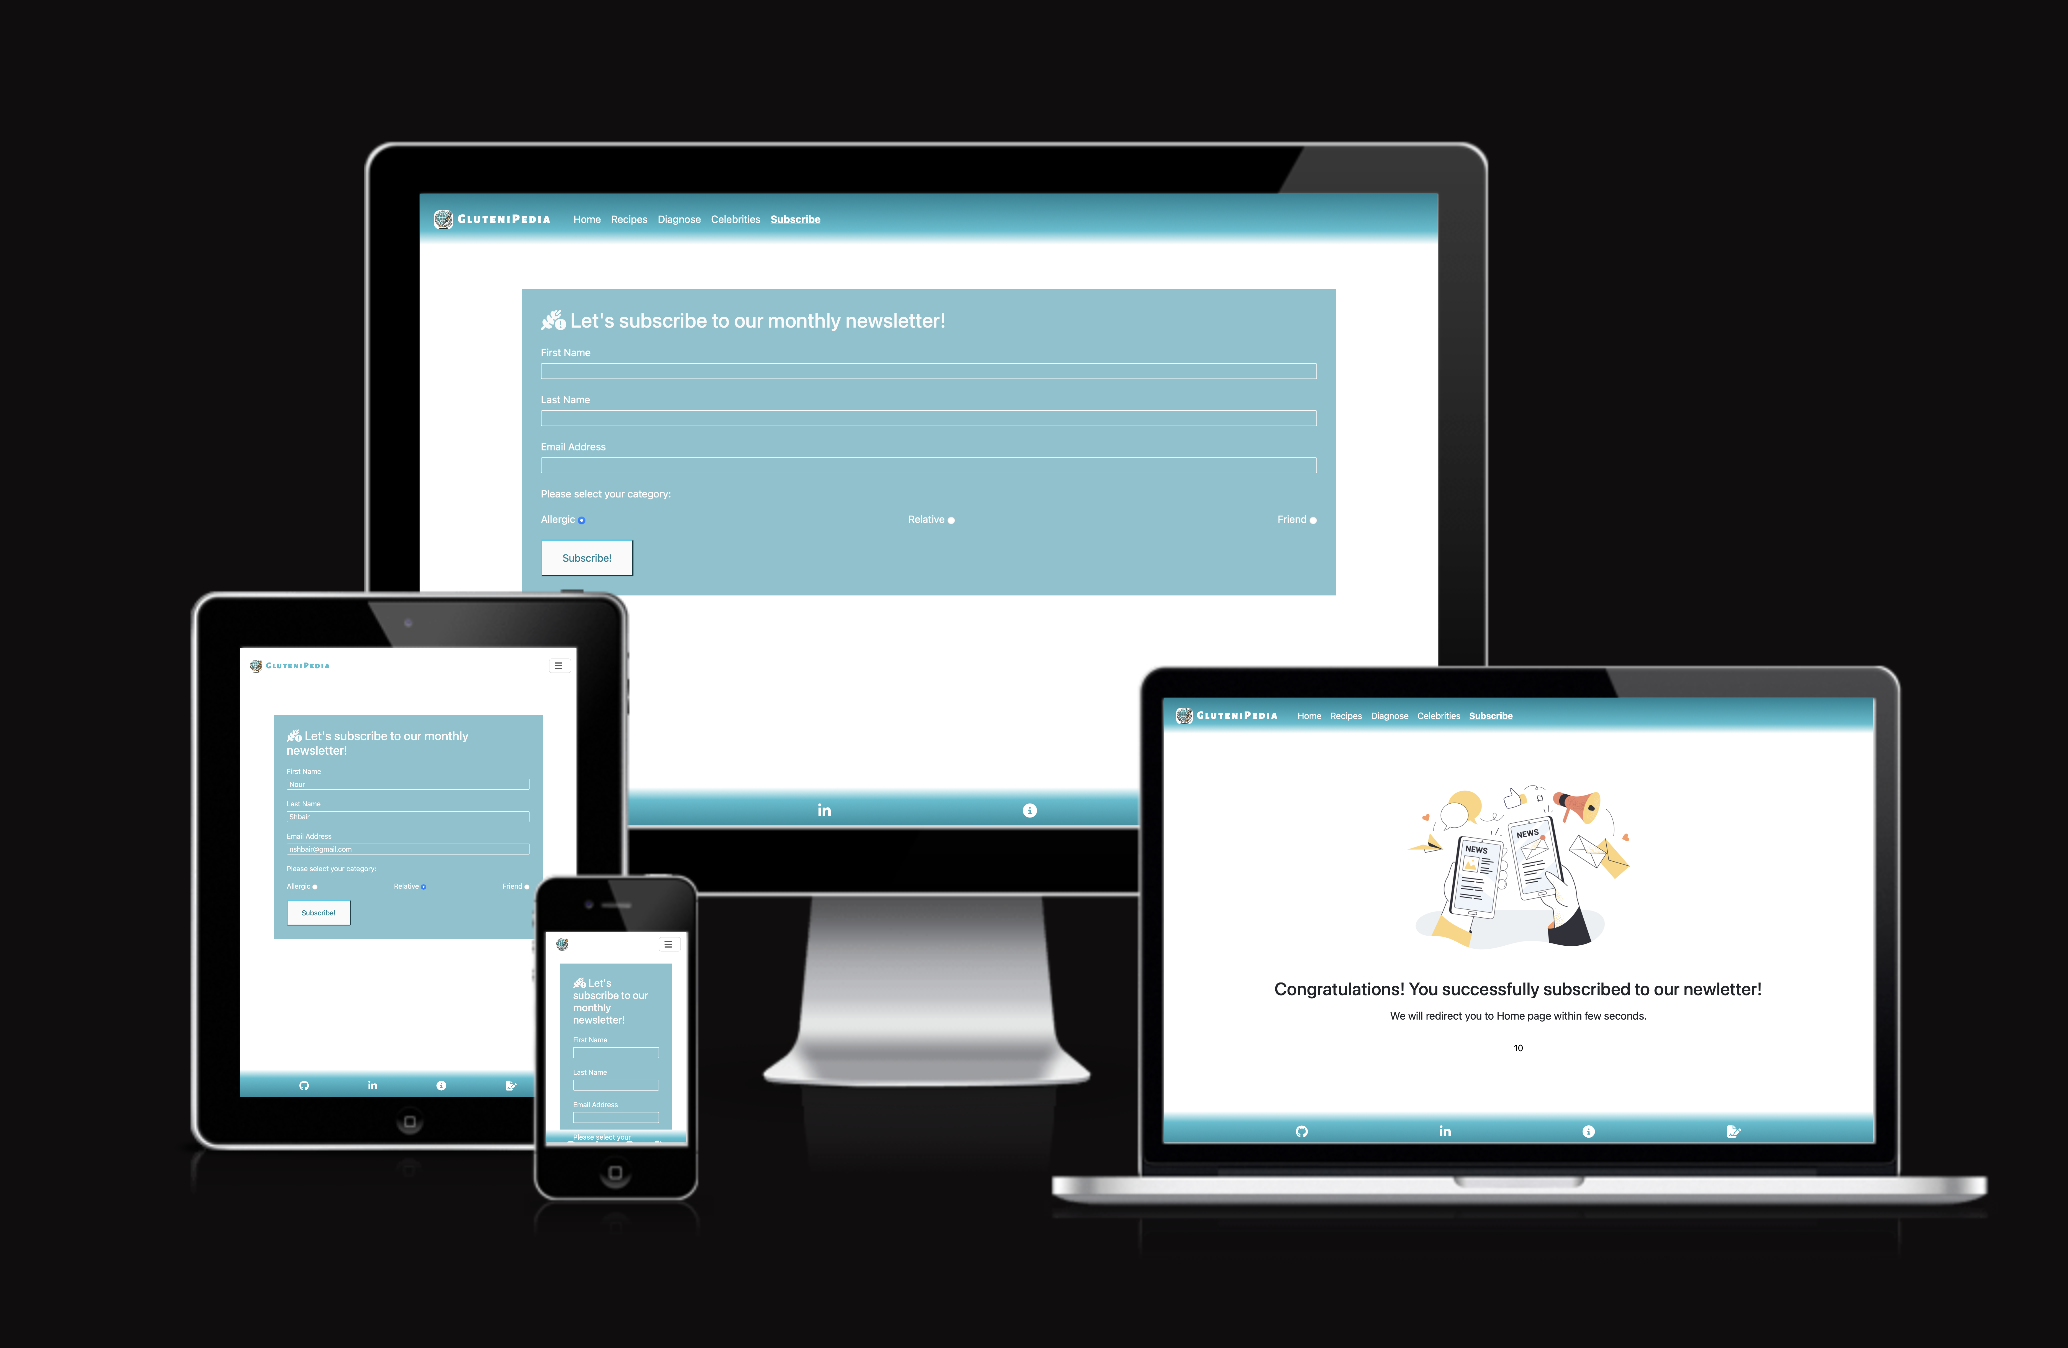 GluteniPedia Home Recipes Diagnose Celebrities Subscribe
Let's subscribe to our monthly newsletter!
First Name
Last Name
Email Address
Please select your category:
Allergic Relative Friend
Subscribe!
GluteniPedia
Let's subscribe to our monthly
newsletter!
First Name
Nour
Last Name
Shbair
Email Address
nshbair@gmail.com
Please select your category:
Allergic Relative Friend
Subscribe!
Let's
subscribe to our
monthly
newsletter!
First Name
Last Name
Email Address
Please select your
GluteniPedia Home Recipes Diagnose Celebrities Subscribe
NEWS
NEWS
Congratulations! You successfully subscribed to our newletter!
We will redirect you to Home page within few seconds.
10